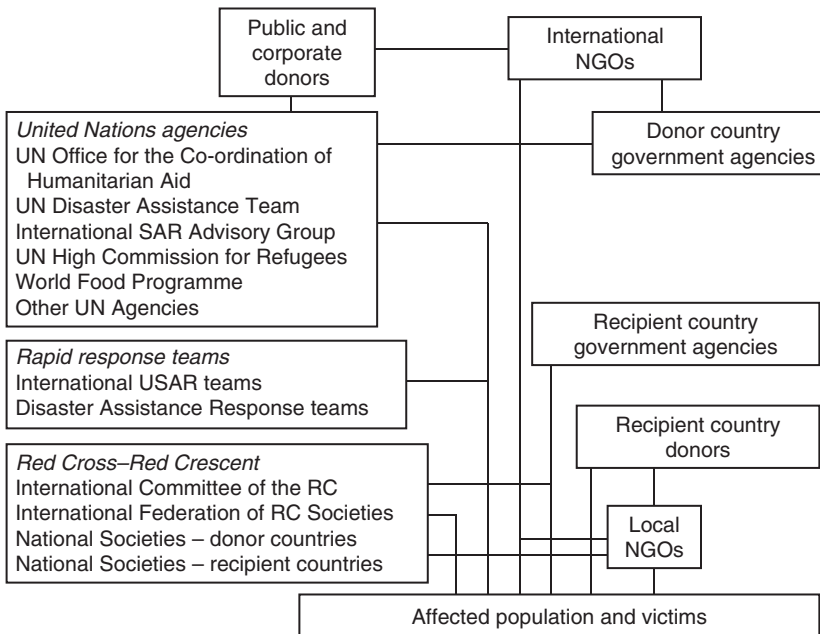 Public and
corporate
donors
International
NGOs
United Nations agencies
UN Office for the Co-ordination of
Humanitarian Aid
UN Disaster Assistance Team
International SAR Advisory Group
UN High Commission for Refugees
World Food Programme
Other UN Agencies
Donor country
government agencies
Recipient country
government agencies
Rapid response teams
International USAR teams
Disaster Assistance Response teams
Recipient country
donors
Red Cross–Red Crescent
International Committee of the RC
International Federation of RC Societies
National Societies – donor countries
National Societies – recipient countries
Local
NGOs
Affected population and victims